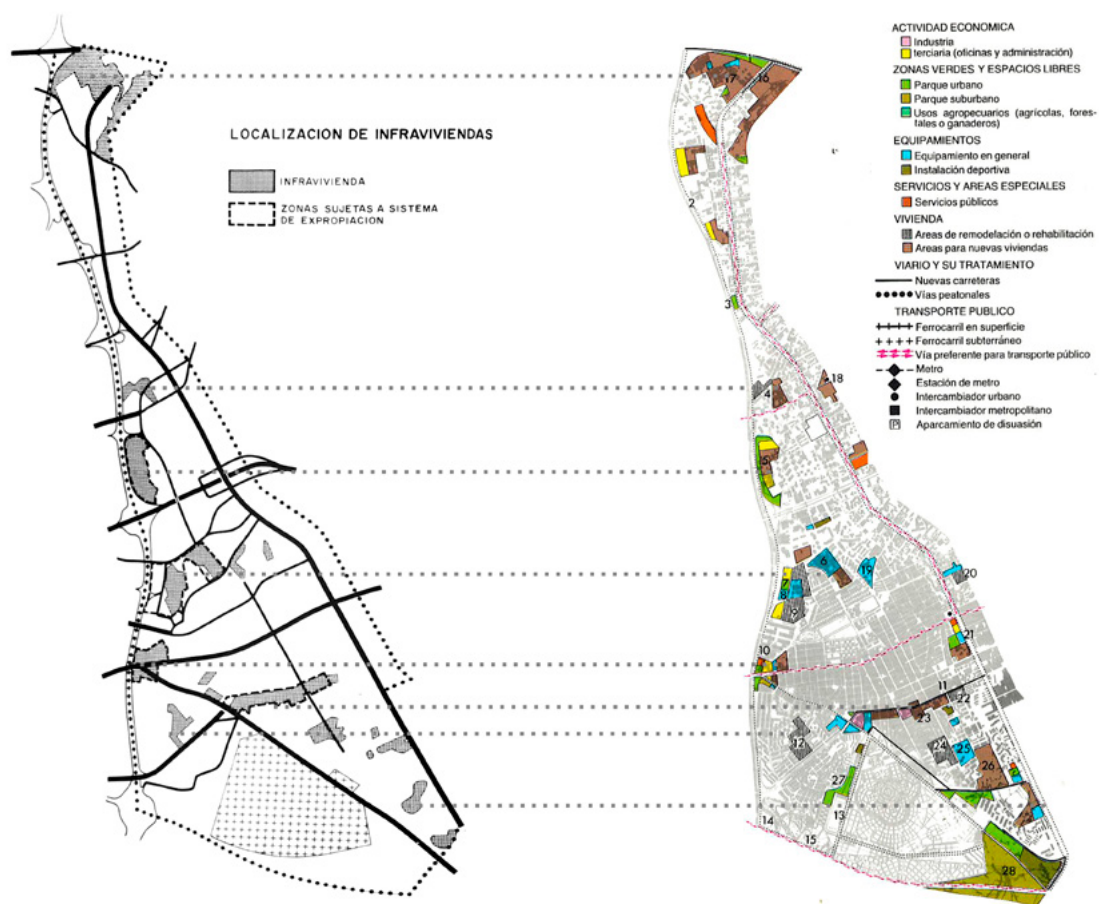 LOCALIZACION DE INFRAVIVIENDAS
INFRAVIVIENDA
ZONAS SUJETAS A SISTEMA
DE EXPROPIACION
ACTIVIDAD ECONOMICA
Industria
terciaria (oficinas y administración)
ZONAS VERDES Y ESPACIOS LIBRES
Parque urbano
Parque suburbano
Usos agropecuarios (agrícolas, fores-
tales o ganaderos)
EQUIPAMIENTOS
Equipamiento en general
Instalación deportiva
SERVICIOS Y AREAS ESPECIALES
Servicios públicos
VIVIENDA
Areas de remodelación o rehabilitación
Areas para nuevas viviendas
VIARIO Y SU TRATAMIENTO
Nuevas carreteras
Vías peatonales
TRANSPORTE PUBLICO
Ferrocarril en superficie
Ferrocarril subterráneo
Vía preferente para transporte público
Metro
Estación de metro
Intercambiador urbano
Intercambiador metropolitano
P Aparcamiento de disuasión
17 16
2
3
18
4
5
6
19
7
8
9
20
21
10
11
22
23
12
24
25
26
27
13
14
15
28